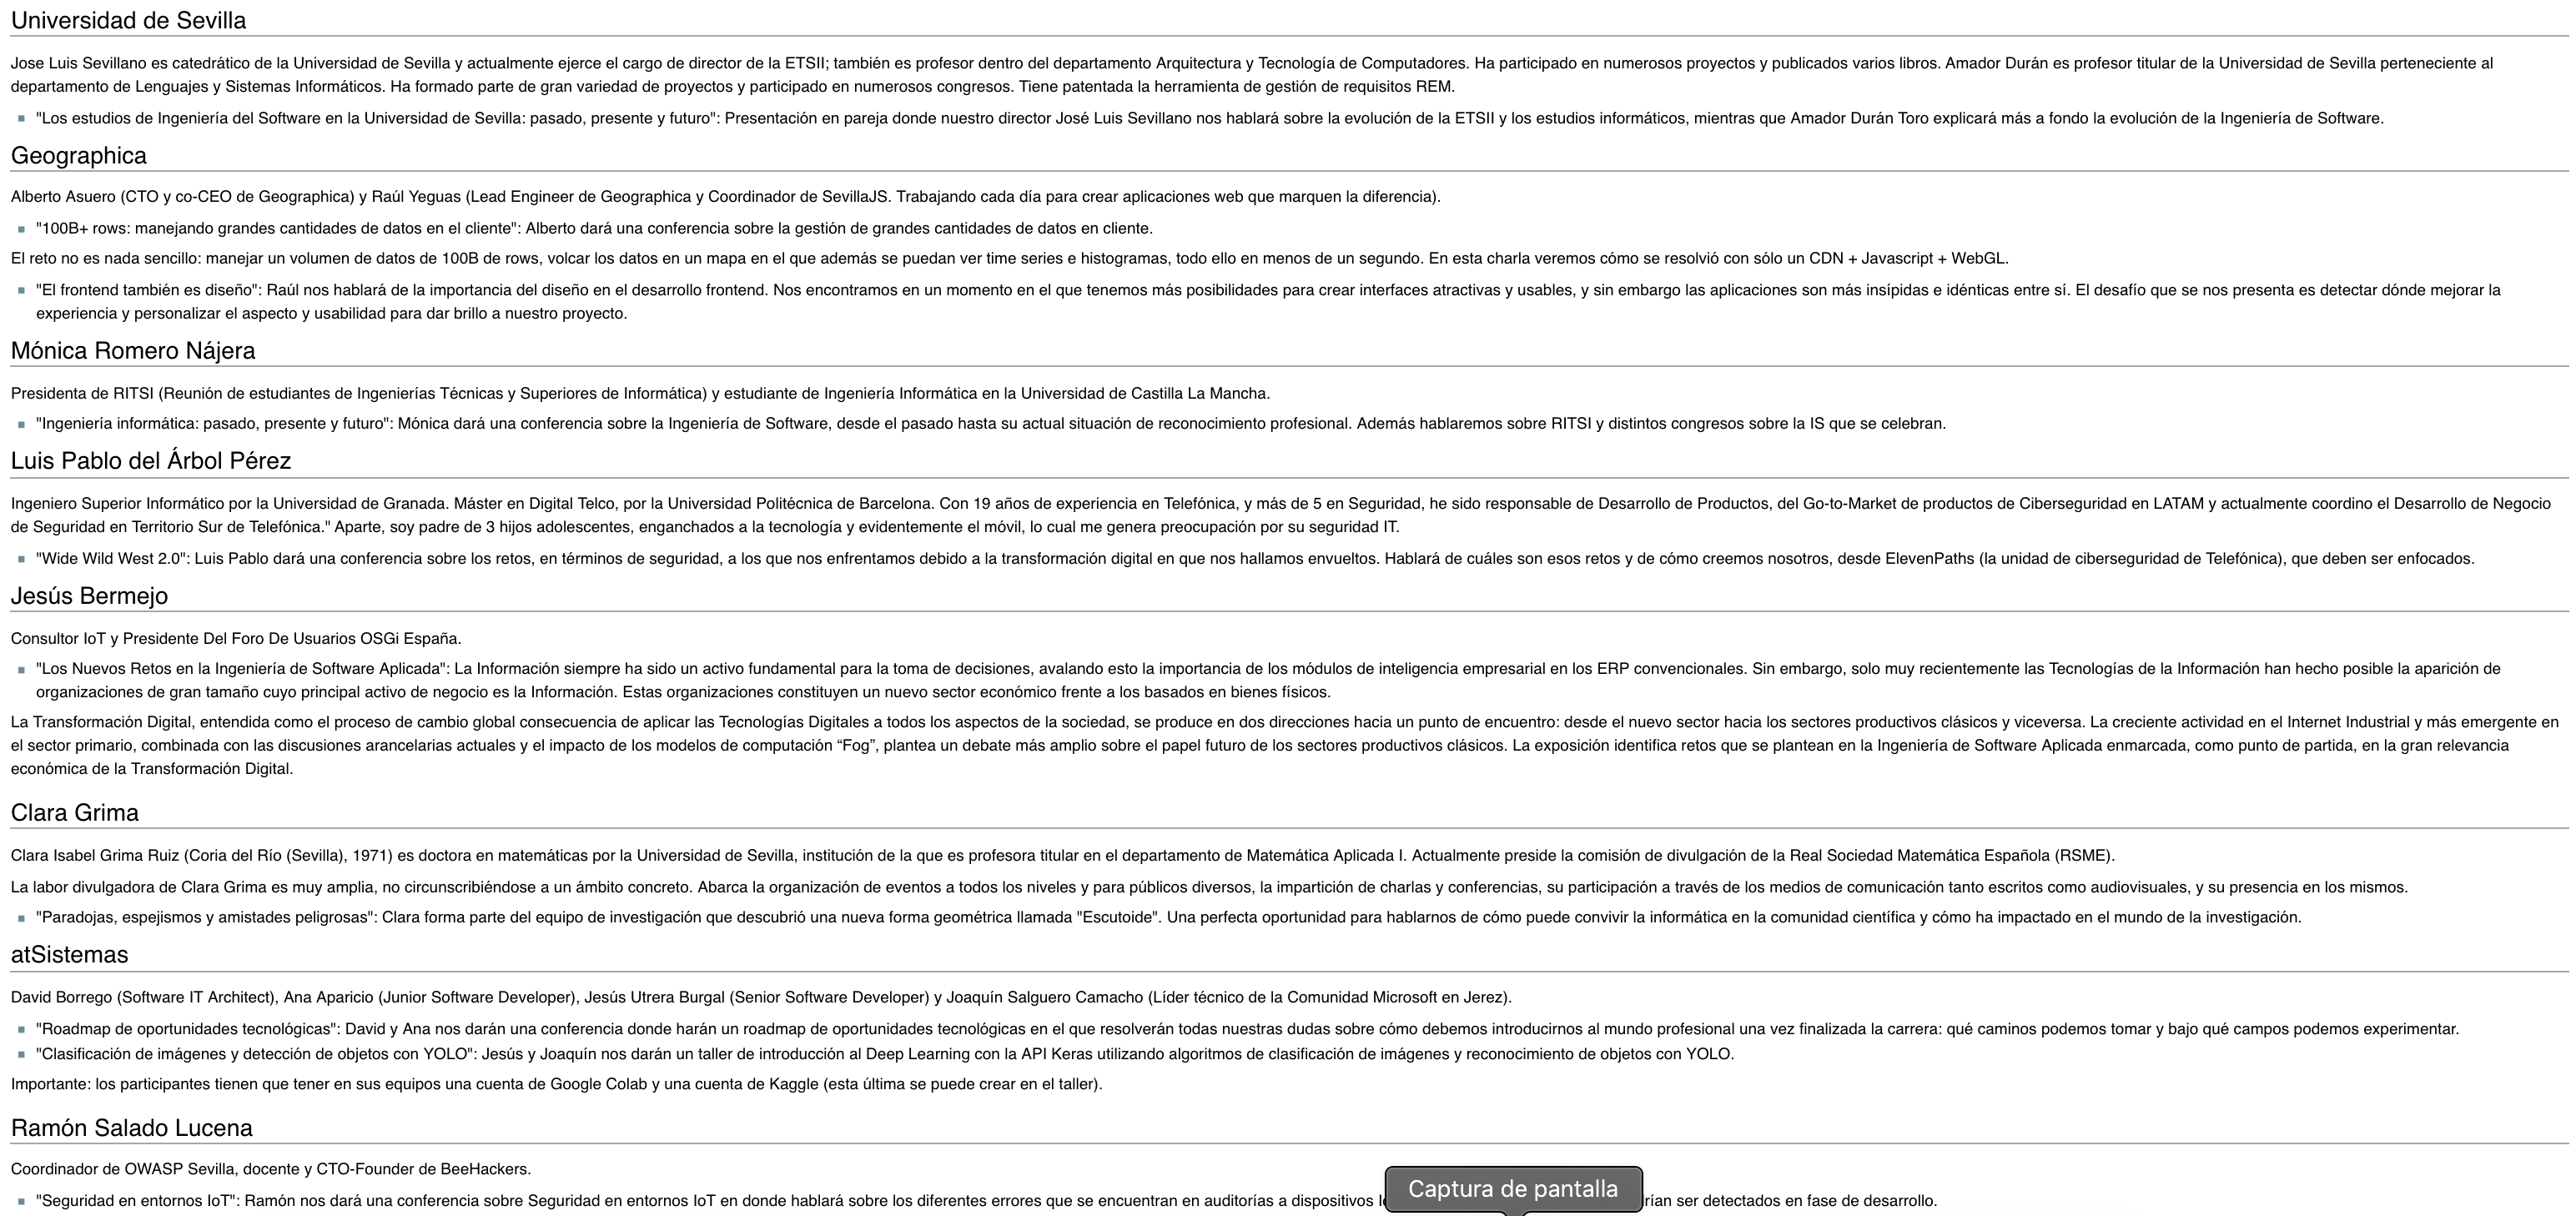 Universidad de Sevilla
Jose Luis Sevillano es catedrático de la Universidad de Sevilla y actualmente ejerce el cargo de director de la ETSII; también es profesor dentro del departamento Arquitectura y Tecnología de Computadores. Ha participado en numerosos proyectos y publicados varios libros. Amador Durán es profesor titular de la Universidad de Sevilla perteneciente al
departamento de Lenguajes y Sistemas Informáticos. Ha formado parte de gran variedad de proyectos y participado en numerosos congresos. Tiene patentada la herramienta de gestión de requisitos REM.
"Los estudios de Ingeniería del Software en la Universidad de Sevilla: pasado, presente y futuro": Presentación en pareja donde nuestro director José Luis Sevillano nos hablará sobre la evolución de la ETSII y los estudios informáticos, mientras que Amador Durán Toro explicará más a fondo la evolución de la Ingeniería de Software.
Geographica
Alberto Asuero (CTO y co-CEO de Geographica) y Raúl Yeguas (Lead Engineer de Geographica y Coordinador de SevillaJS. Trabajando cada día para crear aplicaciones web que marquen la diferencia).
"100B+ rows: manejando grandes cantidades de datos en el cliente": Alberto dará una conferencia sobre la gestión de grandes cantidades de datos en cliente.
El reto no es nada sencillo: manejar un volumen de datos de 100B de rows, volcar los datos en un mapa en el que además se puedan ver time series e histogramas, todo ello en menos de un segundo. En esta charla veremos cómo se resolvió con sólo un CDN + Javascript + WebGL.
"El frontend también es diseño": Raúl nos hablará de la importancia del diseño en el desarrollo frontend. Nos encontramos en un momento en el que tenemos más posibilidades para crear interfaces atractivas y usables, y sin embargo las aplicaciones son más insípidas e idénticas entre sí. El desafío que se nos presenta es detectar dónde mejorar la
experiencia y personalizar el aspecto y usabilidad para dar brillo a nuestro proyecto.
Mónica Romero Nájera
Presidenta de RITSI (Reunión de estudiantes de Ingenierías Técnicas y Superiores de Informática) y estudiante de Ingeniería Informática en la Universidad de Castilla La Mancha.
"Ingeniería informática: pasado, presente y futuro": Mónica dará una conferencia sobre la Ingeniería de Software, desde el pasado hasta su actual situación de reconocimiento profesional. Además hablaremos sobre RITSI y distintos congresos sobre la IS que se celebran.
Luis Pablo del Árbol Pérez
Ingeniero Superior Informático por la Universidad de Granada. Máster en Digital Telco, por la Universidad Politécnica de Barcelona. Con 19 años de experiencia en Telefónica, y más de 5 en Seguridad, he sido responsable de Desarrollo de Productos, del Go-to-Market de productos de Ciberseguridad en LATAM y actualmente coordino el Desarrollo de Negocio
de Seguridad en Territorio Sur de Telefónica." Aparte, soy padre de 3 hijos adolescentes, enganchados a la tecnología y evidentemente el móvil, lo cual me genera preocupación por su seguridad IT.
"Wide Wild West 2.0": Luis Pablo dará una conferencia sobre los retos, en términos de seguridad, a los que nos enfrentamos debido a la transformación digital en que nos hallamos envueltos. Hablará de cuáles son esos retos y de cómo creemos nosotros, desde ElevenPaths (la unidad de ciberseguridad de Telefónica), que deben ser enfocados.
Jesús Bermejo
Consultor IoT y Presidente Del Foro De Usuarios OSGi España.
"Los Nuevos Retos en la Ingeniería de Software Aplicada": La Información siempre ha sido un activo fundamental para la toma de decisiones, avalando esto la importancia de los módulos de inteligencia empresarial en los ERP convencionales. Sin embargo, solo muy recientemente las Tecnologías de la Información han hecho posible la aparición de
organizaciones de gran tamaño cuyo principal activo de negocio es la Información. Estas organizaciones constituyen un nuevo sector económico frente a los basados en bienes físicos.
La Transformación Digital, entendida como el proceso de cambio global consecuencia de aplicar las Tecnologías Digitales a todos los aspectos de la sociedad, se produce en dos direcciones hacia un punto de encuentro: desde el nuevo sector hacia los sectores productivos clásicos y viceversa. La creciente actividad en el Internet Industrial y más emergente en
el sector primario, combinada con las discusiones arancelarias actuales y el impacto de los modelos de computación “Fog”, plantea un debate más amplio sobre el papel futuro de los sectores productivos clásicos. La exposición identifica retos que se plantean en la Ingeniería de Software Aplicada enmarcada, como punto de partida, en la gran relevancia
económica de la Transformación Digital.
Clara Grima
Clara Isabel Grima Ruiz (Coria del Río (Sevilla), 1971) es doctora en matemáticas por la Universidad de Sevilla, institución de la que es profesora titular en el departamento de Matemática Aplicada I. Actualmente preside la comisión de divulgación de la Real Sociedad Matemática Española (RSME).
La labor divulgadora de Clara Grima es muy amplia, no circunscribiéndose a un ámbito concreto. Abarca la organización de eventos a todos los niveles y para públicos diversos, la impartición de charlas y conferencias, su participación a través de los medios de comunicación tanto escritos como audiovisuales, y su presencia en los mismos.
"Paradojas, espejismos y amistades peligrosas": Clara forma parte del equipo de investigación que descubrió una nueva forma geométrica llamada "Escutoide". Una perfecta oportunidad para hablarnos de cómo puede convivir la informática en la comunidad científica y cómo ha impactado en el mundo de la investigación.
atSistemas
David Borrego (Software IT Architect), Ana Aparicio (Junior Software Developer), Jesús Utrera Burgal (Senior Software Developer) y Joaquín Salguero Camacho (Líder técnico de la Comunidad Microsoft en Jerez).
"Roadmap de oportunidades tecnológicas": David y Ana nos darán una conferencia donde harán un roadmap de oportunidades tecnológicas en el que resolverán todas nuestras dudas sobre cómo debemos introducirnos al mundo profesional una vez finalizada la carrera: qué caminos podemos tomar y bajo qué campos podemos experimentar.
"Clasificación de imágenes y detección de objetos con YOLO": Jesús y Joaquín nos darán un taller de introducción al Deep Learning con la API Keras utilizando algoritmos de clasificación de imágenes y reconocimiento de objetos con YOLO.
Importante: los participantes tienen que tener en sus equipos una cuenta de Google Colab y una cuenta de Kaggle (esta última se puede crear en el taller).
Ramón Salado Lucena
Coordinador de OWASP Sevilla, docente y CTO-Founder de BeeHackers.
"Seguridad en entornos IoT": Ramón nos dará una conferencia sobre Seguridad en entornos IoT en donde hablará sobre los diferentes errores que se encuentran en auditorías a dispositivos
Captura de pantalla
ser detectados en fase de desarrollo.